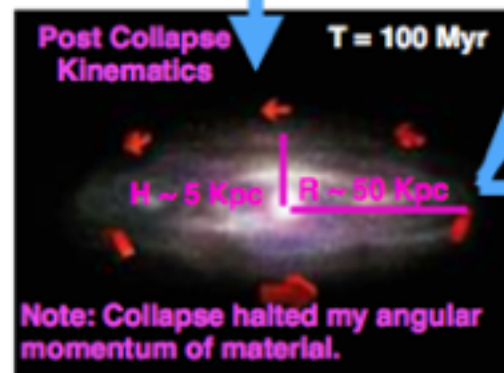 Post Collapse
Kinematics
T = 100 Myr
H ~ 5 Kpc
R ~ 50 Kpc
Note: Collapse halted my angular
momentum of material.